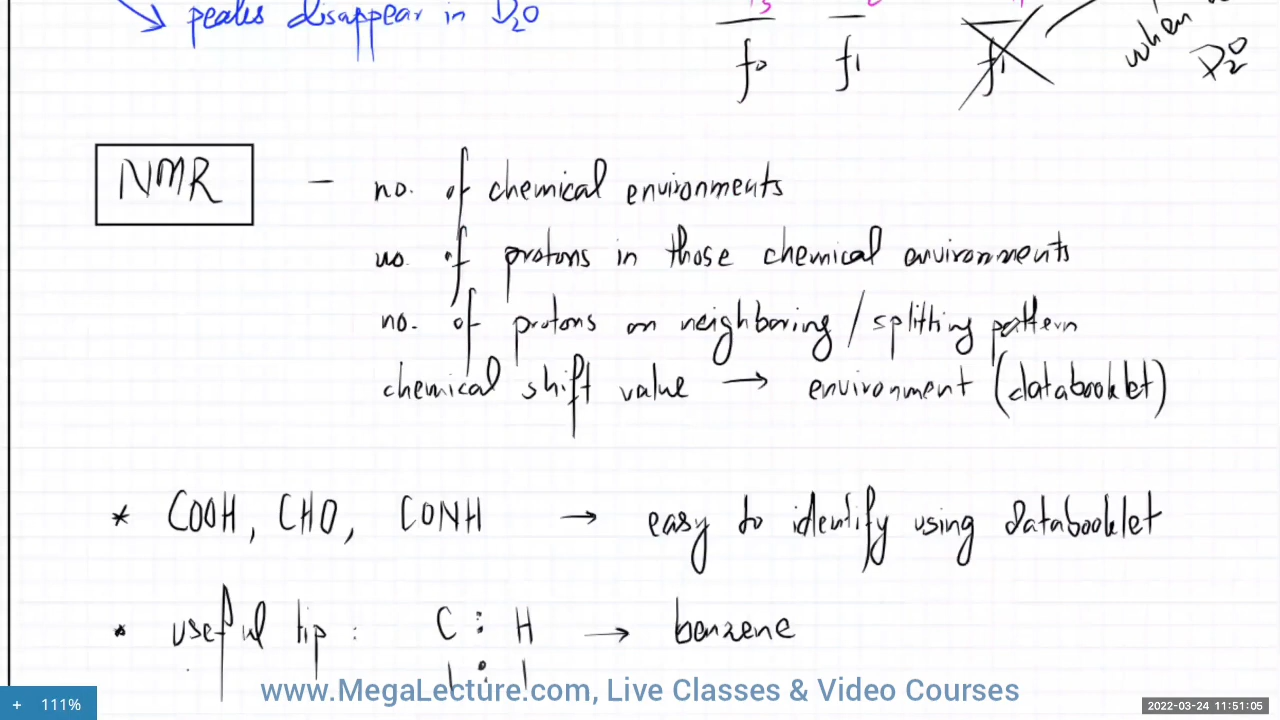 ↘ peaks disappear in D₂O
f₀ f₁ f₁ when
D₂O
NMR — no. of chemical environments
no. of protons in those chemical environments
no. of protons on neighboring / splitting pattern
chemical shift value → environment (databooklet)
* COOH, CHO, CONH → easy to identify using databooklet
* useful tip : C : H → benzene
1 : 1
www.MegaLecture.com, Live Classes & Video Courses
+ 111%
2022-03-24 11:51:05